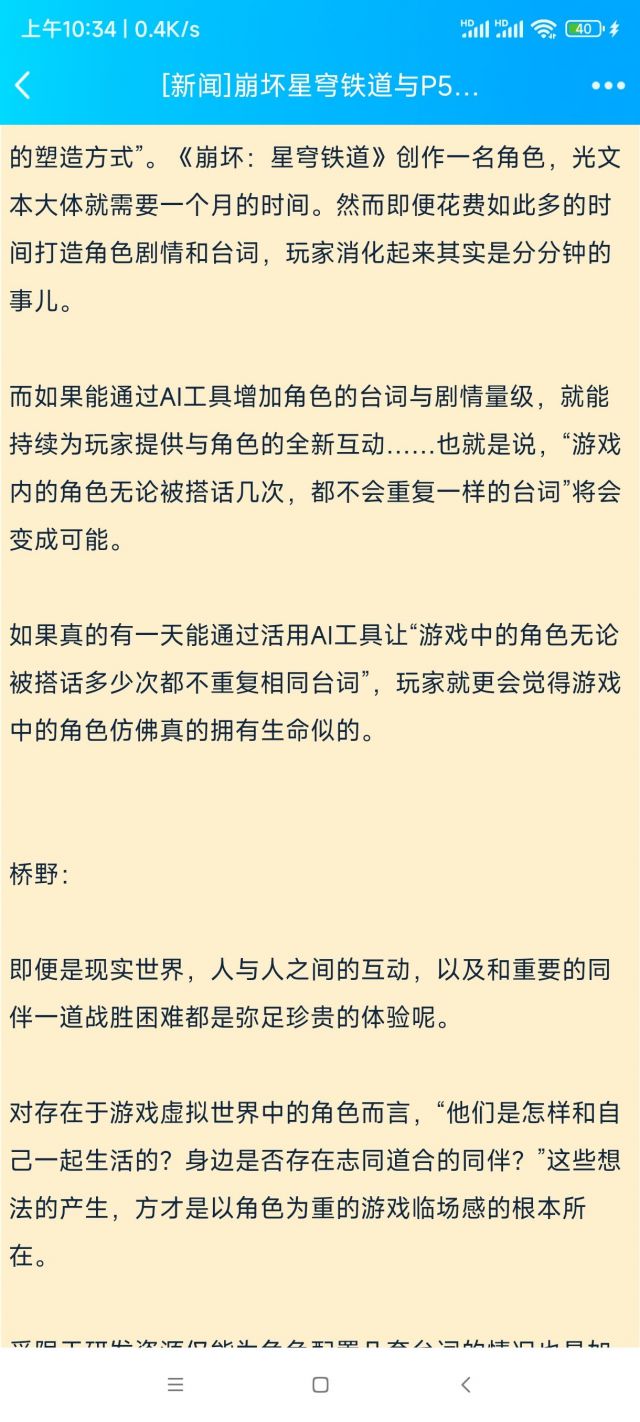 上午10:34 | 0.4K/s
HD HD 40
[新闻]崩坏星穹铁道与P5...
的塑造方式”。《崩坏：星穹铁道》创作一名角色，光文
本大体就需要一个月的时间。然而即便花费如此多的时
间打造角色剧情和台词，玩家消化起来其实是分分钟的
事儿。
而如果能通过AI工具增加角色的台词与剧情量级，就能
持续为玩家提供与角色的全新互动……也就是说，“游戏
内的角色无论被搭话几次，都不会重复一样的台词”将会
变成可能。
如果真的有一天能通过活用AI工具让“游戏中的角色无论
被搭话多少次都不重复相同台词”，玩家就更会觉得游戏
中的角色仿佛真的拥有生命似的。
桥野：
即便是现实世界，人与人之间的互动，以及和重要的同
伴一道战胜困难都是弥足珍贵的体验呢。
对存在于游戏虚拟世界中的角色而言，“他们是怎样和自
己一起生活的？身边是否存在志同道合的同伴？”这些想
法的产生，方才是以角色为重的游戏临场感的根本所
在。